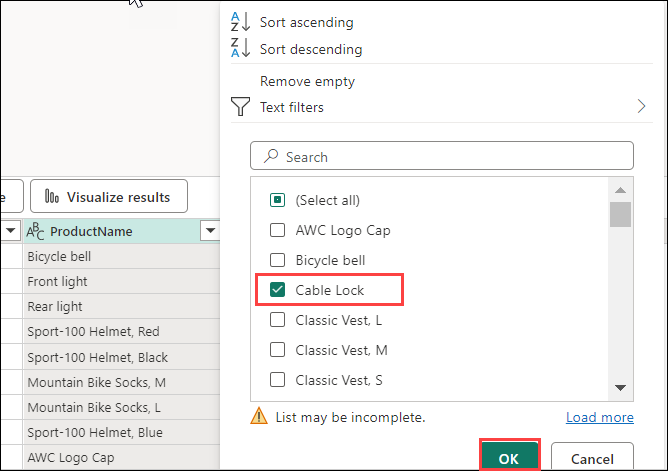 A
Z
Sort ascending
Z
A
Sort descending
Remove empty
Text filters
Search
(Select all)
AWC Logo Cap
Bicycle bell
Cable Lock
Classic Vest, L
Classic Vest, M
Classic Vest, S
List may be incomplete.
Load more
OK
Cancel
e
Visualize results
ABC ProductName
Bicycle bell
Front light
Rear light
Sport-100 Helmet, Red
Sport-100 Helmet, Black
Mountain Bike Socks, M
Mountain Bike Socks, L
Sport-100 Helmet, Blue
AWC Logo Cap